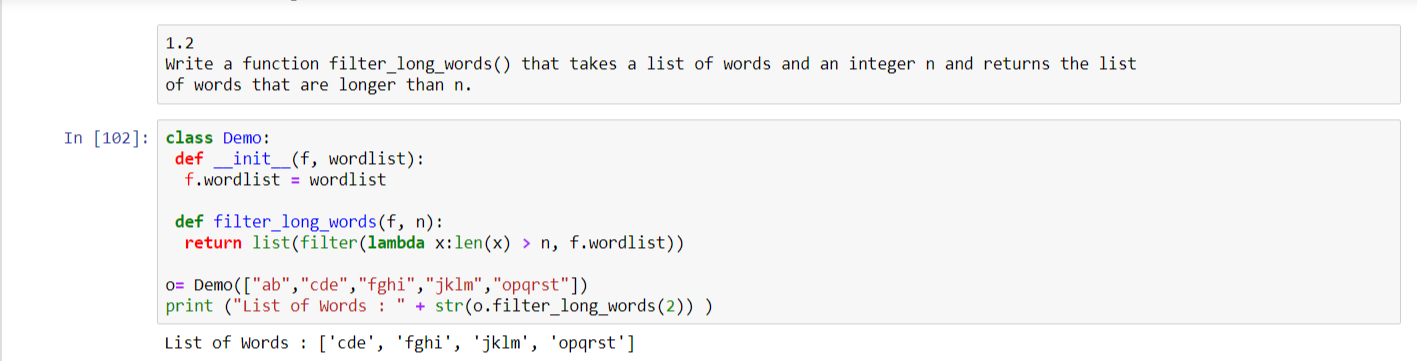 1.2
Write a function filter_long_words() that takes a list of words and an integer n and returns the list
of words that are longer than n.
In [102]:
class Demo:
 def __init__(f, wordlist):
  f.wordlist = wordlist
 def filter_long_words(f, n):
  return list(filter(lambda x:len(x) > n, f.wordlist))
o= Demo(["ab","cde","fghi","jklm","opqrst"])
print ("List of Words : " + str(o.filter_long_words(2)) )
List of Words : ['cde', 'fghi', 'jklm', 'opqrst']